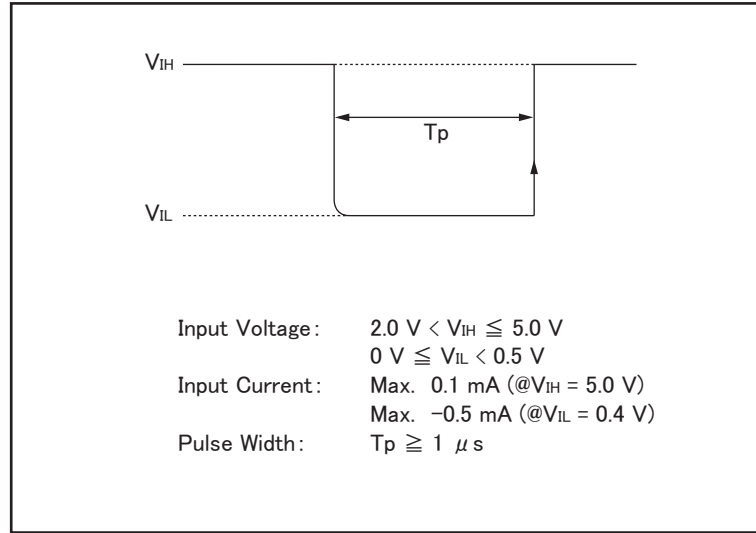 VIH
Tp
VIL
Input Voltage: 2.0 V < VIH ≦ 5.0 V
0 V ≦ VIL < 0.5 V
Input Current: Max. 0.1 mA (@VIH = 5.0 V)
Max. -0.5 mA (@VIL = 0.4 V)
Pulse Width: Tp ≧ 1 μs